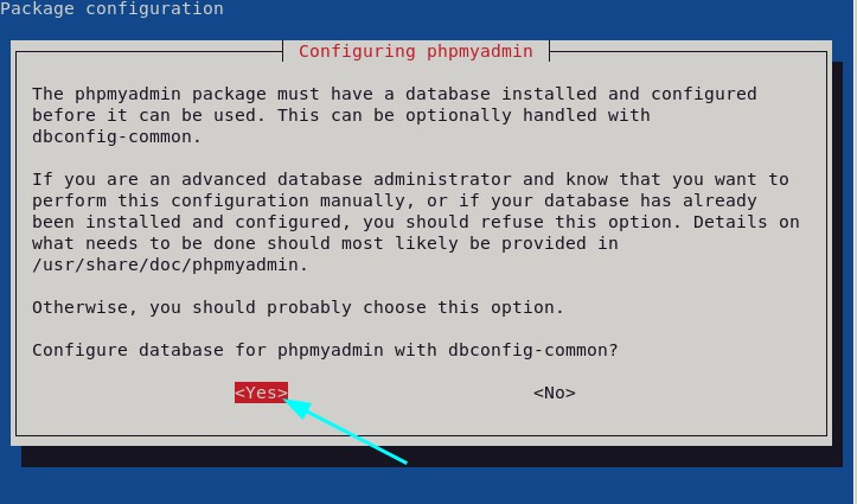 Package configuration
Configuring phpmyadmin
The phpmyadmin package must have a database installed and configured
before it can be used. This can be optionally handled with
dbconfig-common.
If you are an advanced database administrator and know that you want to
perform this configuration manually, or if your database has already
been installed and configured, you should refuse this option. Details on
what needs to be done should most likely be provided in
/usr/share/doc/phpmyadmin.
Otherwise, you should probably choose this option.
Configure database for phpmyadmin with dbconfig-common?
<Yes> <No>